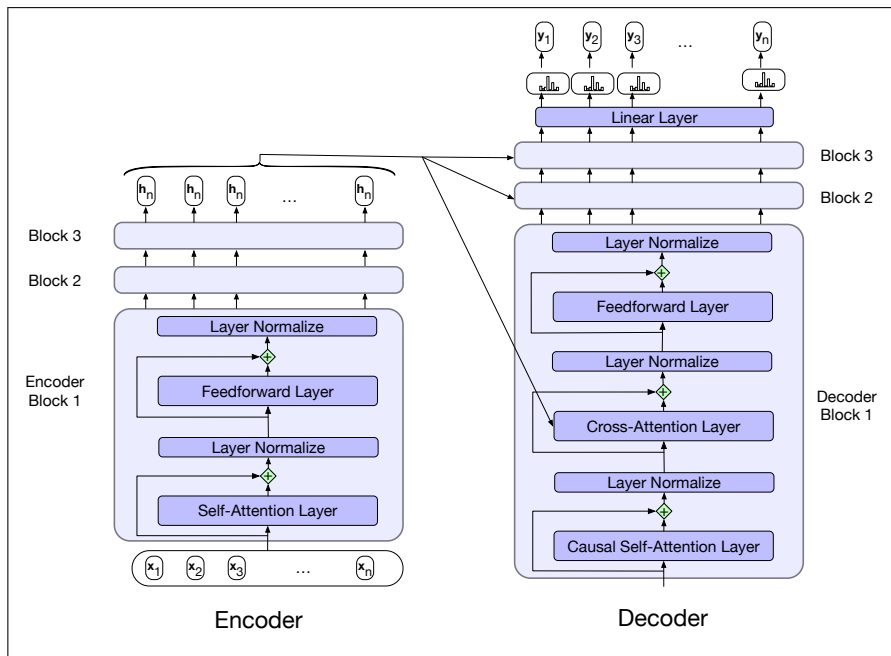 y1 y2 y3 ... yn
Linear Layer
Block 3
Block 2
Layer Normalize
Feedforward Layer
Layer Normalize
Cross-Attention Layer
Decoder
Block 1
Layer Normalize
Causal Self-Attention Layer
Decoder
hn hn hn ... hn
Block 3
Block 2
Layer Normalize
Encoder
Block 1
Feedforward Layer
Layer Normalize
Self-Attention Layer
x1 x2 x3 ... xn
Encoder